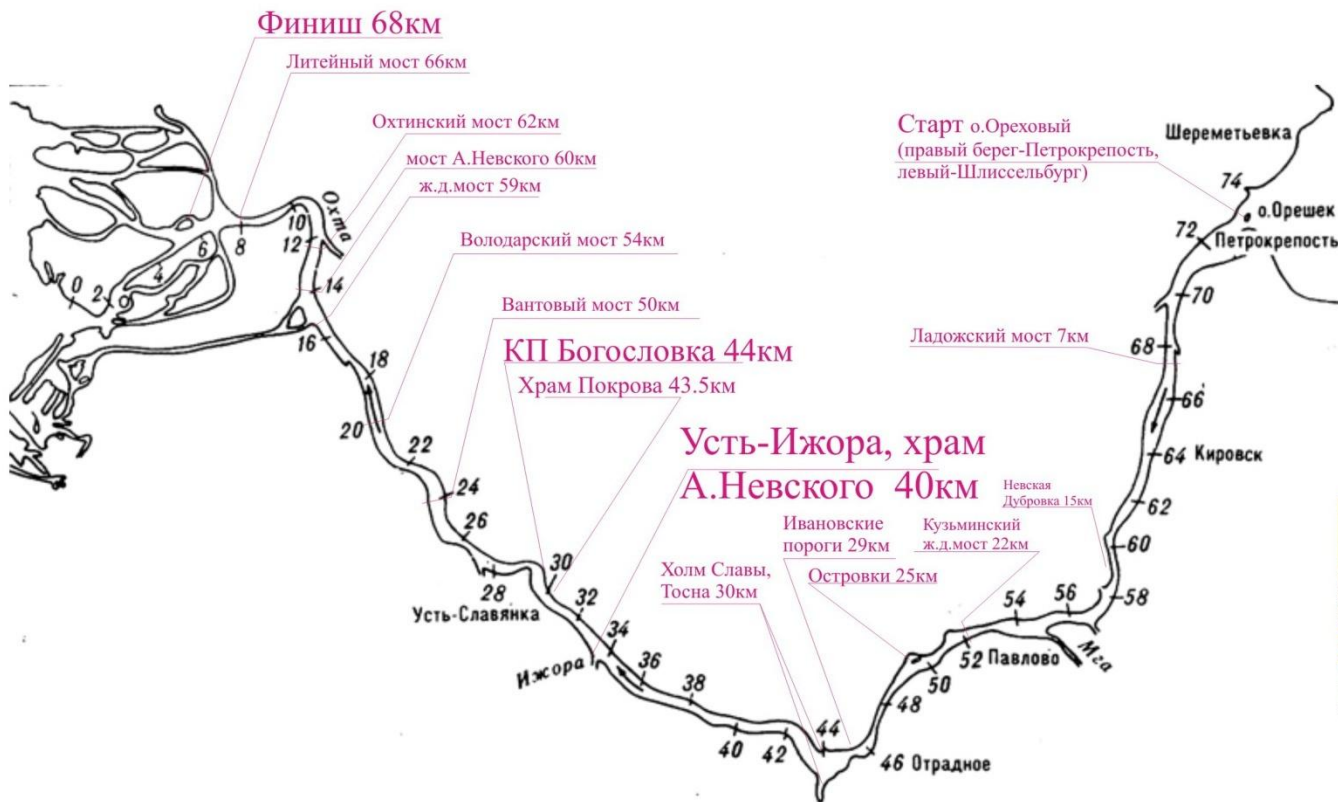 Финиш 68км
Литейный мост 66км
Охтинский мост 62км
мост А.Невского 60км
ж.д.мост 59км
Володарский мост 54км
Вантовый мост 50км
КП Богословка 44км
Храм Покрова 43.5км
Усть-Ижора, храм
А.Невского 40км
Ивановские
пороги 29км
Холм Славы,
Тосна 30км
Островки 25км
Кузьминский
ж.д.мост 22км
Невская
Дубровка 15км
Ладожский мост 7км
Старт о.Ореховый
(правый берег-Петрокрепость,
левый-Шлиссельбург)
Шереметьевка
о.Орешек
Петрокрепость
Кировск
Мга
Павлово
Отрадное
Ижора
Усть-Славянка
Охта
0
2
4
6
8
10
12
14
16
18
20
22
24
26
28
30
32
34
36
38
40
42
44
46
48
50
52
54
56
58
60
62
64
66
68
70
72
74